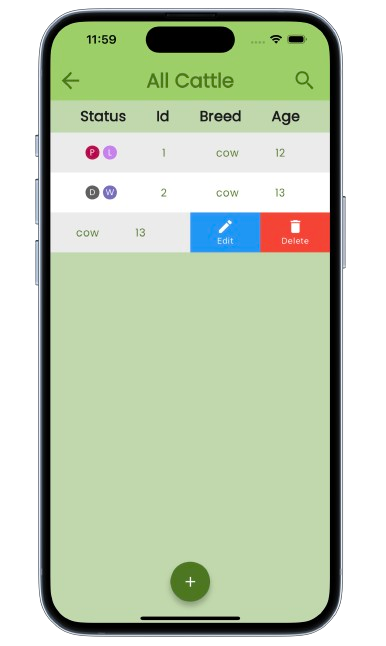 11:59
All Cattle
Status Id Breed Age
P L 1 cow 12
D W 2 cow 13
cow 13 Edit Delete